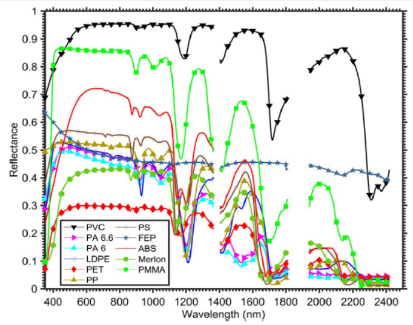 1
0.9
0.8
0.7
0.6
0.5
0.4
0.3
0.2
0.1
0
Reflectance
PVC
PA 6.6
PA 6
LDPE
PET
PP
PS
FEP
ABS
Merlon
PMMA
400 600 800 1000 1200 1400 1600 1800 2000 2200 2400
Wavelength (nm)